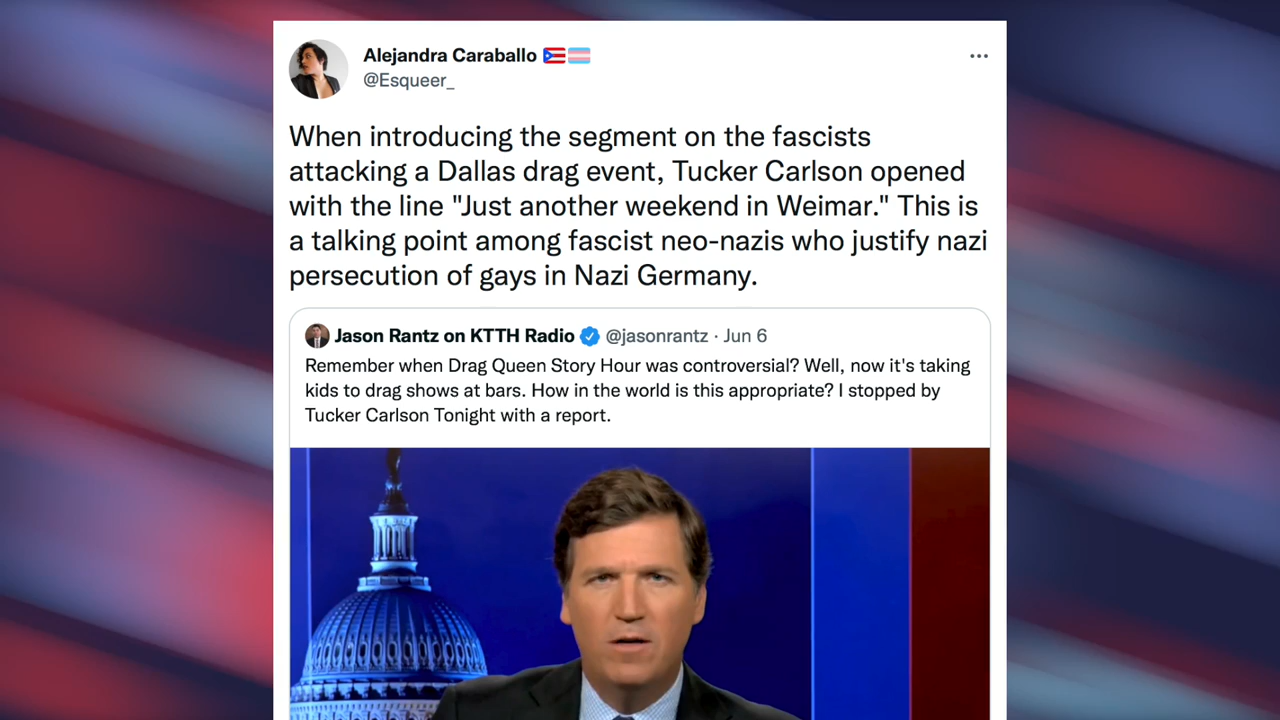 Alejandra Caraballo 🇵🇷🏳️‍⚧️
@Esqueer_
When introducing the segment on the fascists
attacking a Dallas drag event, Tucker Carlson opened
with the line "Just another weekend in Weimar." This is
a talking point among fascist neo-nazis who justify nazi
persecution of gays in Nazi Germany.
Jason Rantz on KTTH Radio @jasonrantz · Jun 6
Remember when Drag Queen Story Hour was controversial? Well, now it's taking
kids to drag shows at bars. How in the world is this appropriate? I stopped by
Tucker Carlson Tonight with a report.